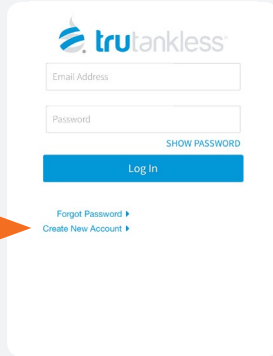 trutankless
Email Address
Password
SHOW PASSWORD
Log In
Forgot Password
Create New Account